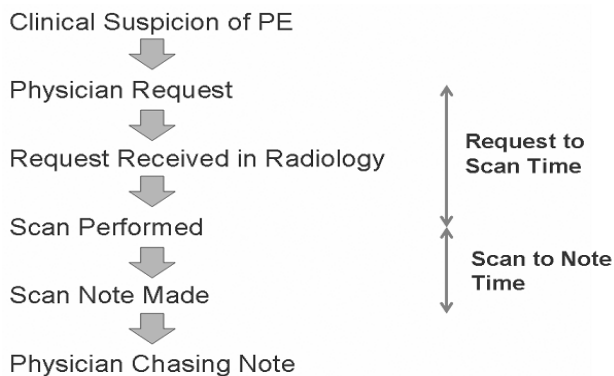 Clinical Suspicion of PE
Physician Request
Request to
Scan Time
Request Received in Radiology
Scan Performed
Scan to Note
Time
Scan Note Made
Physician Chasing Note